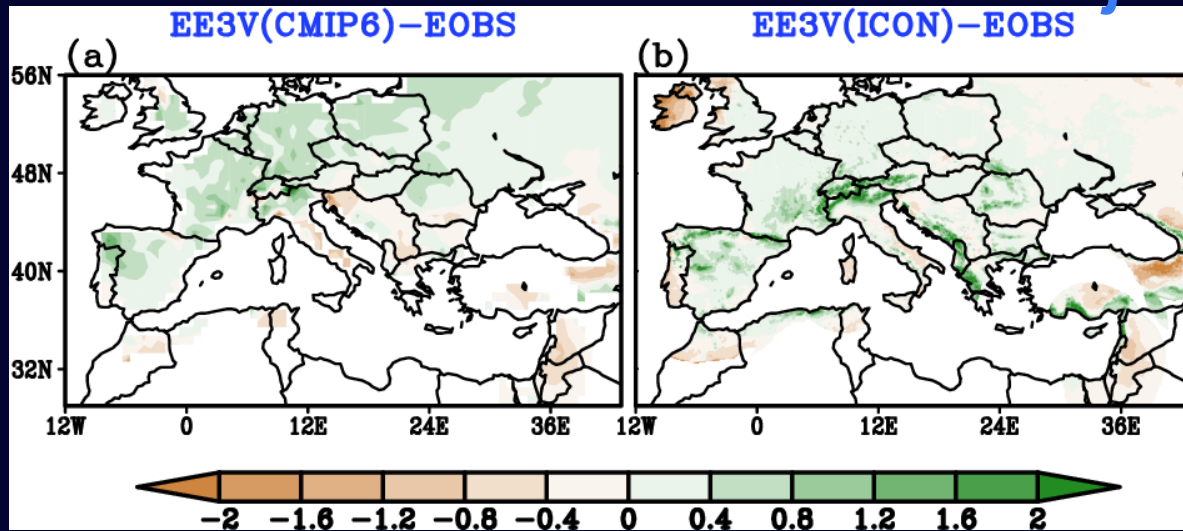 EE3V(CMIP6)-EOBS
EE3V(ICON)-EOBS
(a)
(b)
56N
48N
40N
32N
12W 0 12E 24E 36E
12W 0 12E 24E 36E
-2 -1.6 -1.2 -0.8 -0.4 0 0.4 0.8 1.2 1.6 2